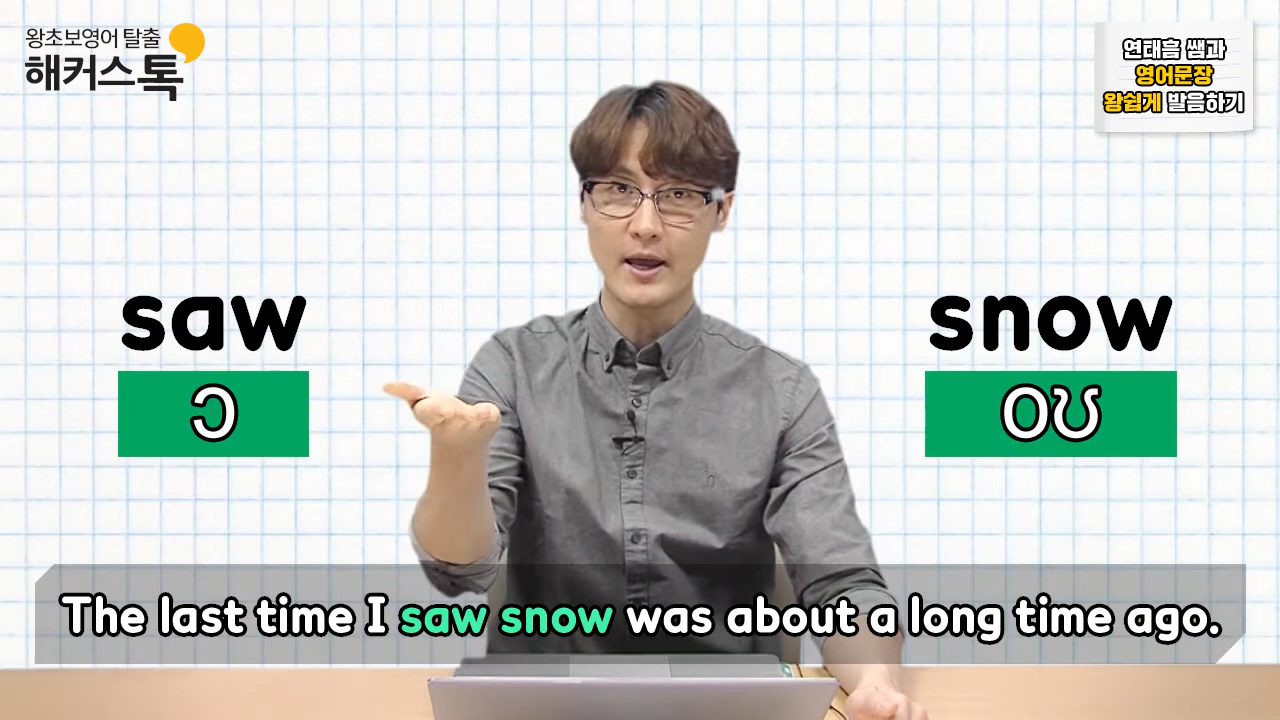 왕초보영어 탈출
해커스톡
연태흠 쌤과
영어문장
왕쉽게 발음하기
saw
ɔ
snow
oʊ
The last time I saw snow was about a long time ago.